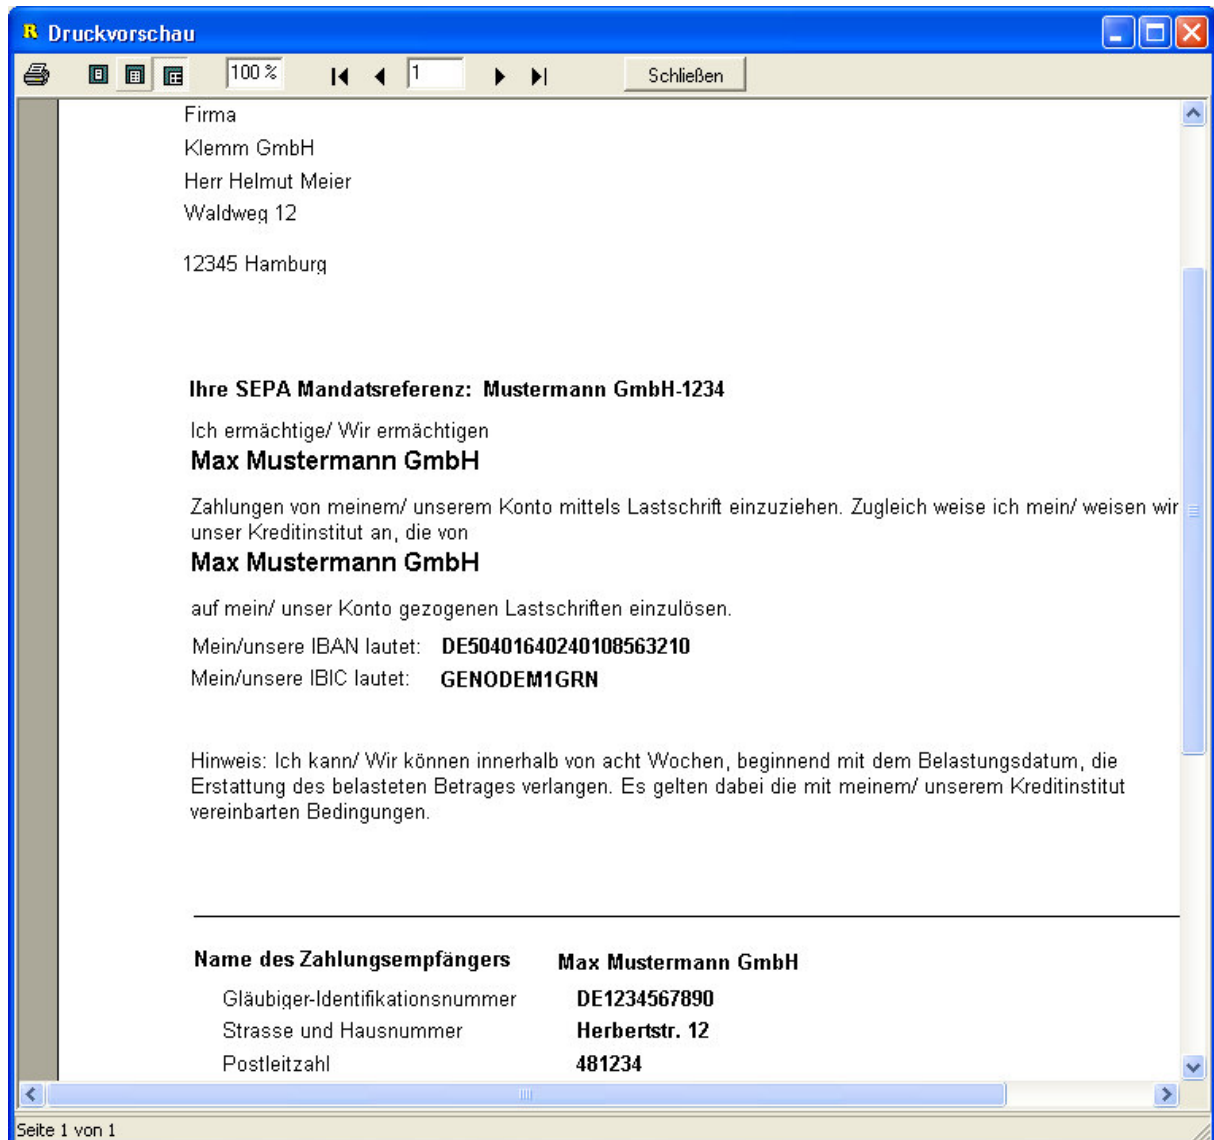 Druckvorschau
100 % 1 Schließen
Firma
Klemm GmbH
Herr Helmut Meier
Waldweg 12
12345 Hamburg
Ihre SEPA Mandatsreferenz: Mustermann GmbH-1234
Ich ermächtige/ Wir ermächtigen
Max Mustermann GmbH
Zahlungen von meinem/ unserem Konto mittels Lastschrift einzuziehen. Zugleich weise ich mein/ weisen wir
unser Kreditinstitut an, die von
Max Mustermann GmbH
auf mein/ unser Konto gezogenen Lastschriften einzulösen.
Mein/unsere IBAN lautet: DE50401640240108563210
Mein/unsere IBIC lautet: GENODEM1GRN
Hinweis: Ich kann/ Wir können innerhalb von acht Wochen, beginnend mit dem Belastungsdatum, die
Erstattung des belasteten Betrages verlangen. Es gelten dabei die mit meinem/ unserem Kreditinstitut
vereinbarten Bedingungen.
Name des Zahlungsempfängers Max Mustermann GmbH
Gläubiger-Identifikationsnummer DE1234567890
Strasse und Hausnummer Herbertstr. 12
Postleitzahl 481234
Seite 1 von 1